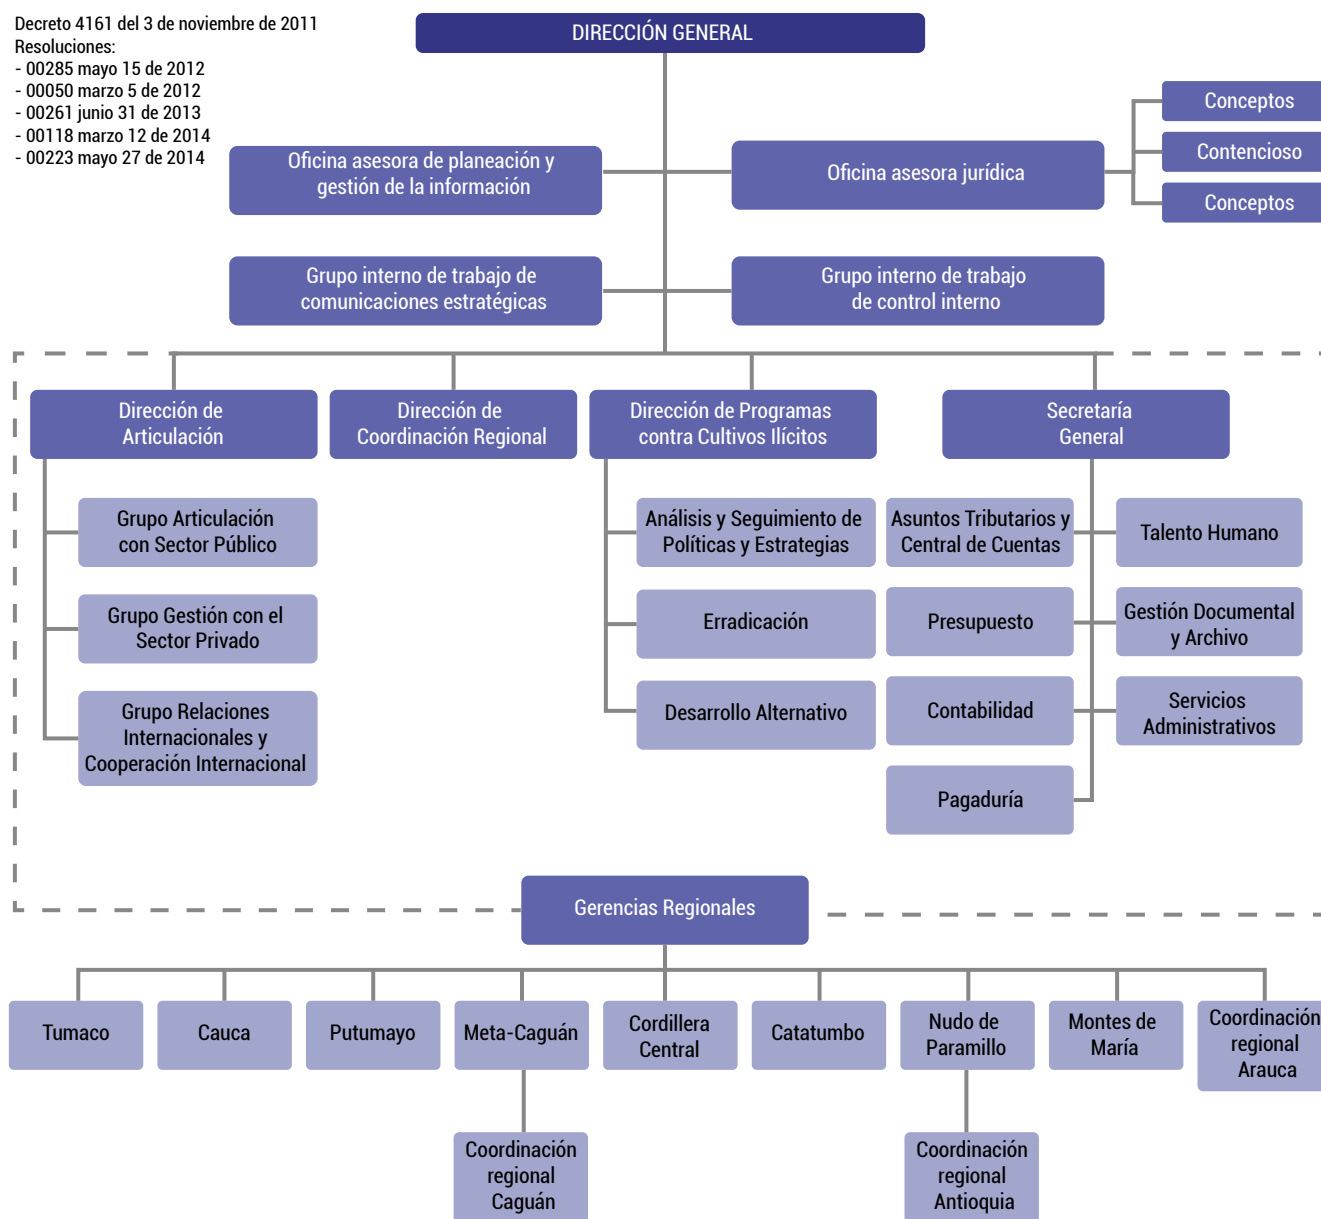 Decreto 4161 del 3 de noviembre de 2011
Resoluciones:
- 00285 mayo 15 de 2012
- 00050 marzo 5 de 2012
- 00261 junio 31 de 2013
- 00118 marzo 12 de 2014
- 00223 mayo 27 de 2014
DIRECCIÓN GENERAL
Oficina asesora de planeación y
gestión de la información
Oficina asesora jurídica
Conceptos
Contencioso
Conceptos
Grupo interno de trabajo de
comunicaciones estratégicas
Grupo interno de trabajo
de control interno
Dirección de
Articulación
Dirección de
Coordinación Regional
Dirección de Programas
contra Cultivos Ilícitos
Secretaría
General
Grupo Articulación
con Sector Público
Grupo Gestión con el
Sector Privado
Grupo Relaciones
Internacionales y
Cooperación Internacional
Análisis y Seguimiento de
Políticas y Estrategias
Erradicación
Desarrollo Alternativo
Asuntos Tributarios y
Central de Cuentas
Presupuesto
Contabilidad
Pagaduría
Talento Humano
Gestión Documental
y Archivo
Servicios
Administrativos
Gerencias Regionales
Tumaco
Cauca
Putumayo
Meta-Caguán
Cordillera
Central
Catatumbo
Nudo de
Paramillo
Montes de
María
Coordinación
regional
Arauca
Coordinación
regional
Caguán
Coordinación
regional
Antioquia